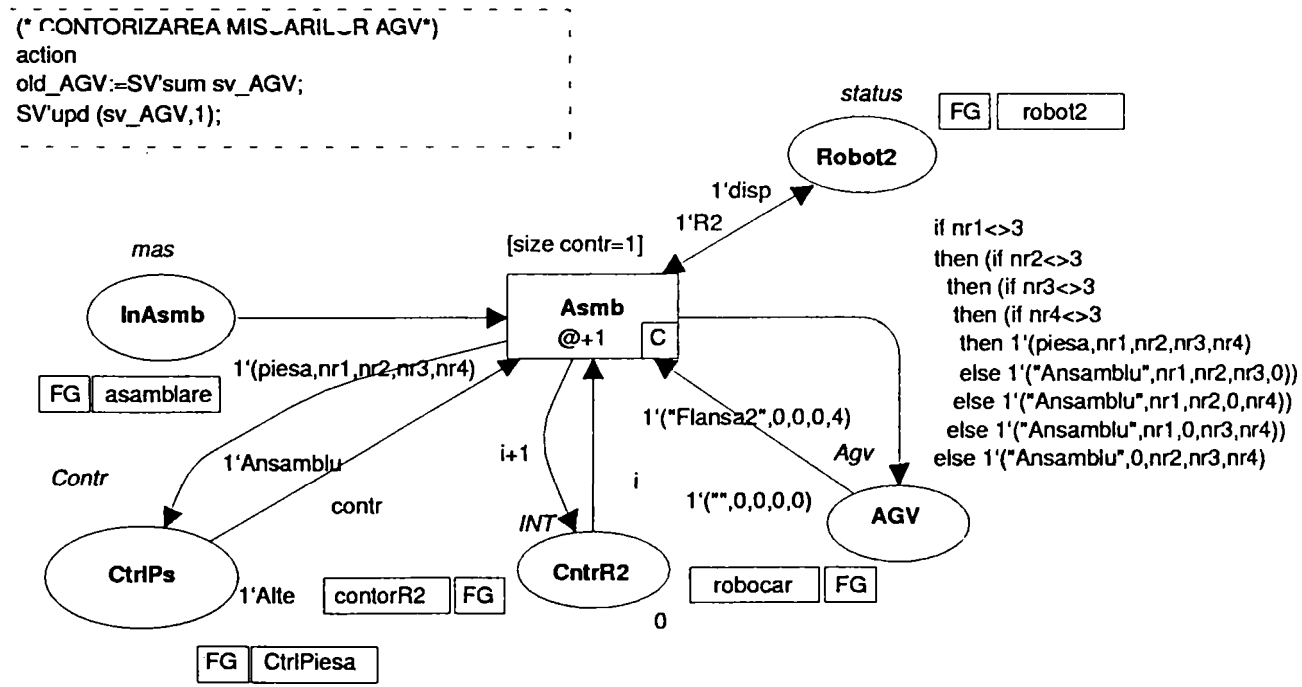 (* CONTORIZAREA MISCARILOR AGV*)
action
old_AGV:=SV'sum sv_AGV;
SV'upd (sv_AGV,1);
status
FG robot2
Robot2
1'disp
1'R2
if nr1<>3
then (if nr2<>3
then (if nr3<>3
then (if nr4<>3
then 1'(piesa,nr1,nr2,nr3,nr4)
else 1'("Ansamblu",nr1,nr2,nr3,0))
else 1'("Ansamblu",nr1,nr2,0,nr4))
else 1'("Ansamblu",nr1,0,nr3,nr4))
else 1'("Ansamblu",0,nr2,nr3,nr4)
mas
[size contr=1]
InAsmb
Asmb
@+1
C
1'(piesa,nr1,nr2,nr3,nr4)
FG asamblare
1'("Flansa2",0,0,0,4)
Agv
1'Ansamblu
i+1
i
Contr
contr
1'("",0,0,0,0)
AGV
INT
CtrlPs
CntrR2
1'Alte
contorR2 FG
robocar FG
0
FG CtrlPiesa